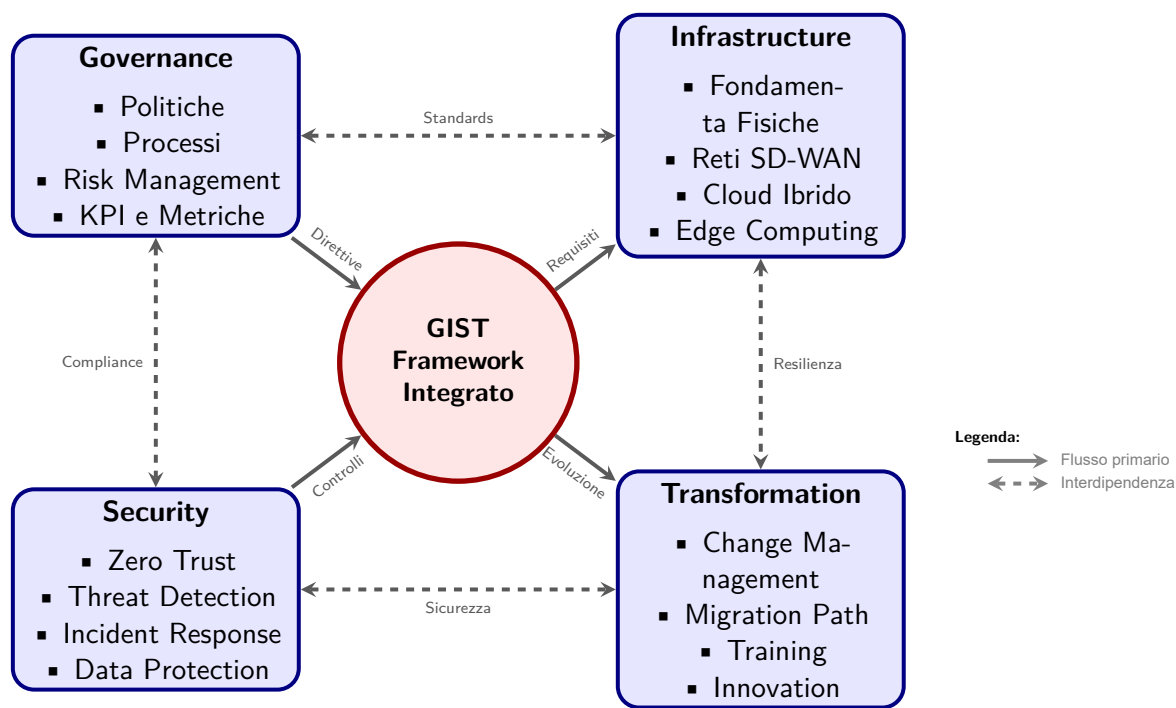 Governance
▪ Politiche
▪ Processi
▪ Risk Management
▪ KPI e Metriche
Standards
Infrastructure
▪ Fondamen-
ta Fisiche
▪ Reti SD-WAN
▪ Cloud Ibrido
▪ Edge Computing
Direttive
Requisiti
Compliance
GIST
Framework
Integrato
Resilienza
Controlli
Evoluzione
Security
▪ Zero Trust
▪ Threat Detection
▪ Incident Response
▪ Data Protection
Sicurezza
Transformation
▪ Change Ma-
nagement
▪ Migration Path
▪ Training
▪ Innovation
Legenda:
Flusso primario
Interdipendenza